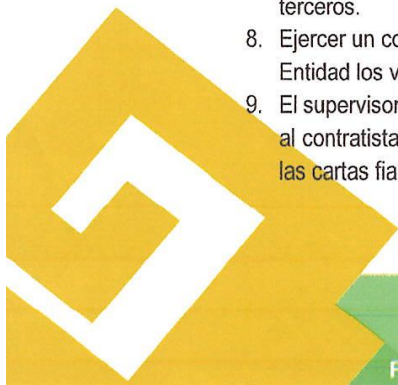 terceros.
8. Ejercer un co
Entidad los v
9. El supervisor
al contratista
las cartas fia